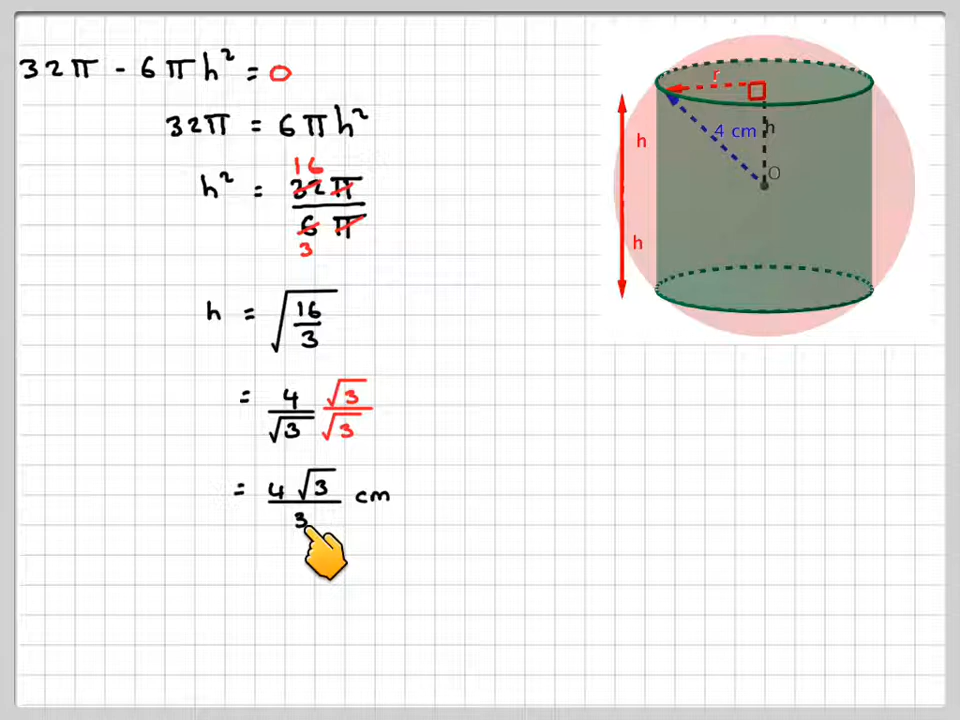 32π - 6πh² = 0
32π = 6πh²
16
h² = 32π / 6π
3
h = √(16/3)
= 4/√3 √3/√3
= 4√3/3 cm
r
h
4 cm
h
O
h